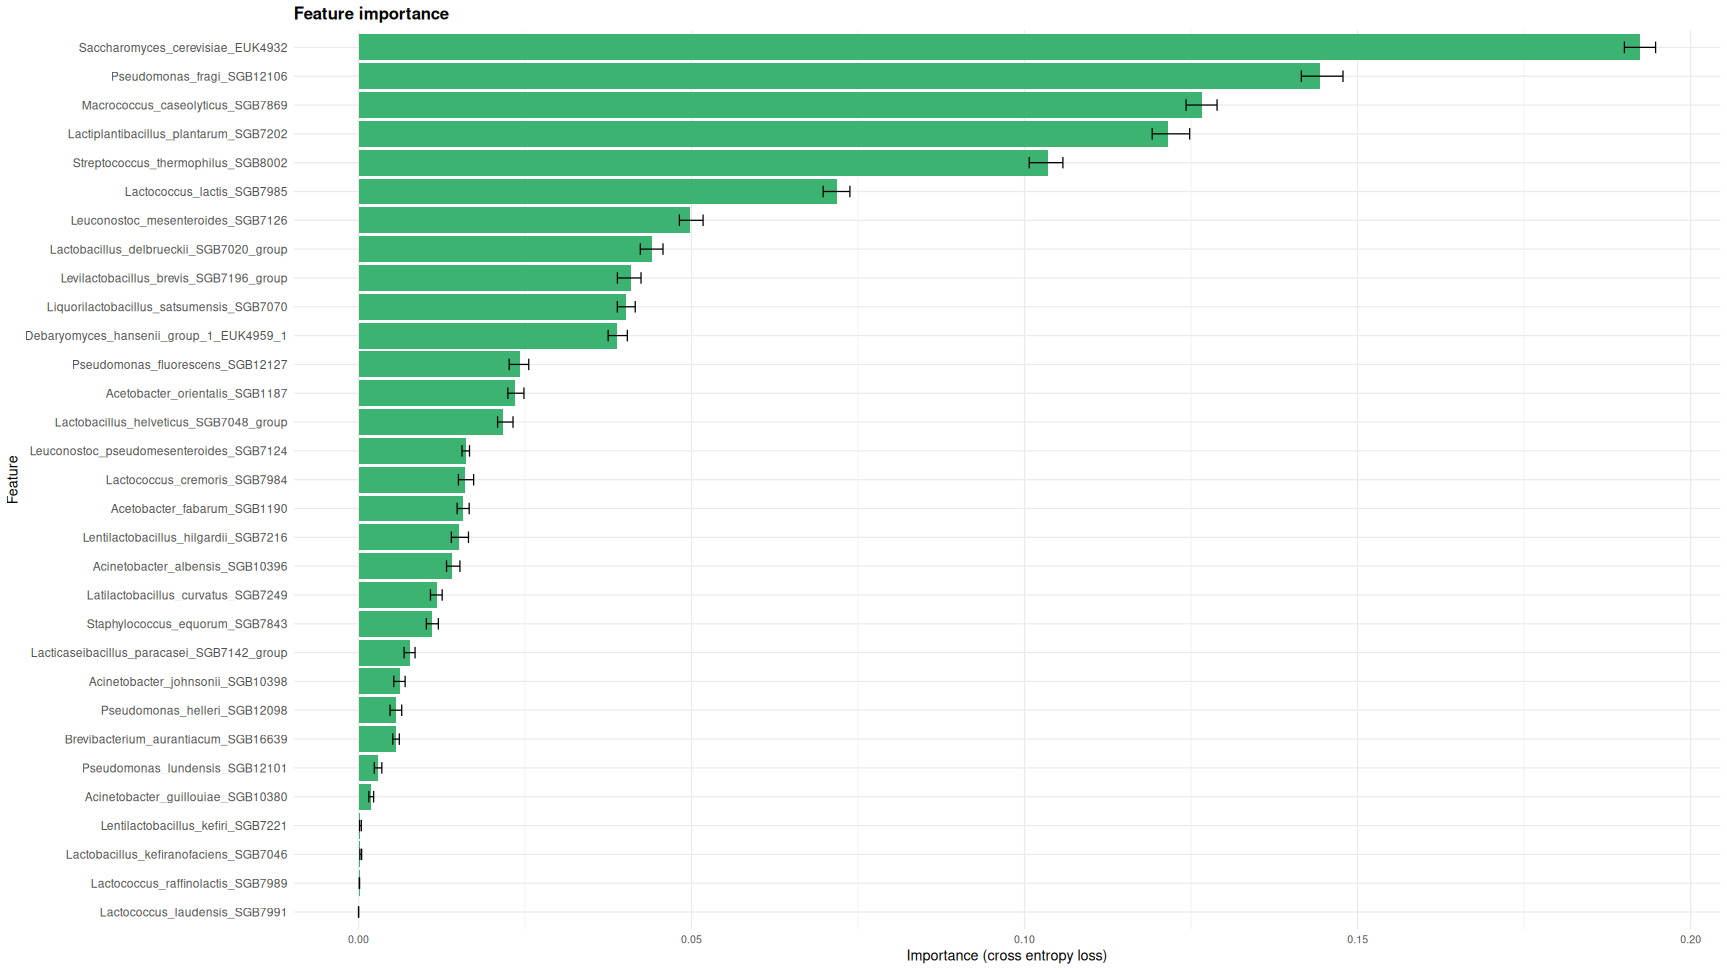 Feature importance
Saccharomyces_cerevisiae_EUK4932
Pseudomonas_fragi_SGB12106
Macrococcus_caseolyticus_SGB7869
Lactiplantibacillus_plantarum_SGB7202
Streptococcus_thermophilus_SGB8002
Lactococcus_lactis_SGB7985
Leuconostoc_mesenteroides_SGB7126
Lactobacillus_delbrueckii_SGB7020_group
Levilactobacillus_brevis_SGB7196_group
Liquorilactobacillus_satsumensis_SGB7070
Debaryomyces_hansenii_group_1_EUK4959_1
Pseudomonas_fluorescens_SGB12127
Acetobacter_orientalis_SGB1187
Lactobacillus_helveticus_SGB7048_group
Leuconostoc_pseudomesenteroides_SGB7124
Lactococcus_cremoris_SGB7984
Acetobacter_fabarum_SGB1190
Lentilactobacillus_hilgardii_SGB7216
Acinetobacter_albensis_SGB10396
Latilactobacillus_curvatus_SGB7249
Staphylococcus_equorum_SGB7843
Lacticaseibacillus_paracasei_SGB7142_group
Acinetobacter_johnsonii_SGB10398
Pseudomonas_helleri_SGB12098
Brevibacterium_aurantiacum_SGB16639
Pseudomonas_lundensis_SGB12101
Acinetobacter_guillouiae_SGB10380
Lentilactobacillus_kefiri_SGB7221
Lactobacillus_kefiranofaciens_SGB7046
Lactococcus_raffinolactis_SGB7989
Lactococcus_laudensis_SGB7991
Feature
0.00 0.05 0.10 0.15 0.20
Importance (cross entropy loss)